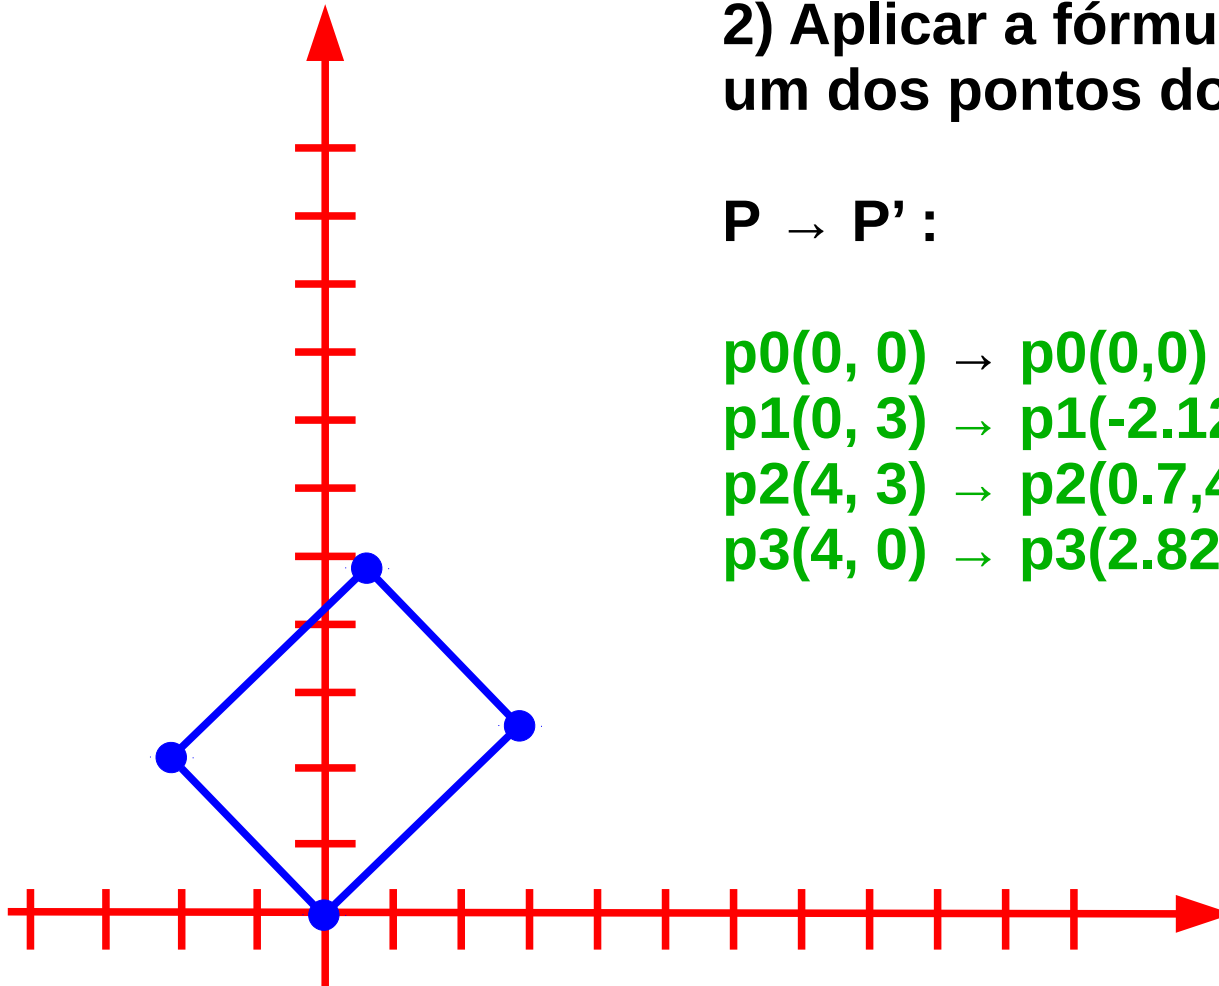 2) Aplicar a fórmu
um dos pontos do
P → P’ :
p0(0, 0) → p0(0,0)
p1(0, 3) → p1(-2.12
p2(4, 3) → p2(0.7,4
p3(4, 0) → p3(2.82